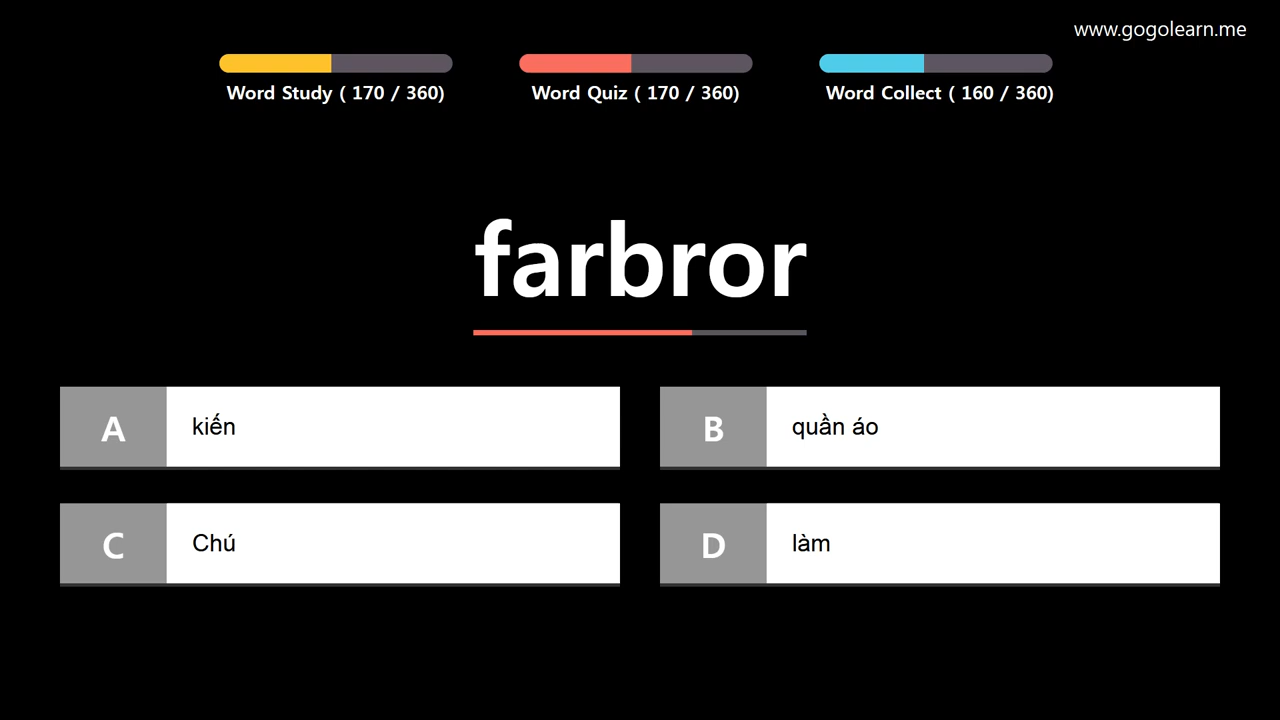 www.gogolearn.me
Word Study ( 170 / 360)
Word Quiz ( 170 / 360)
Word Collect ( 160 / 360)
farbror
A kiến
B quần áo
C Chú
D làm